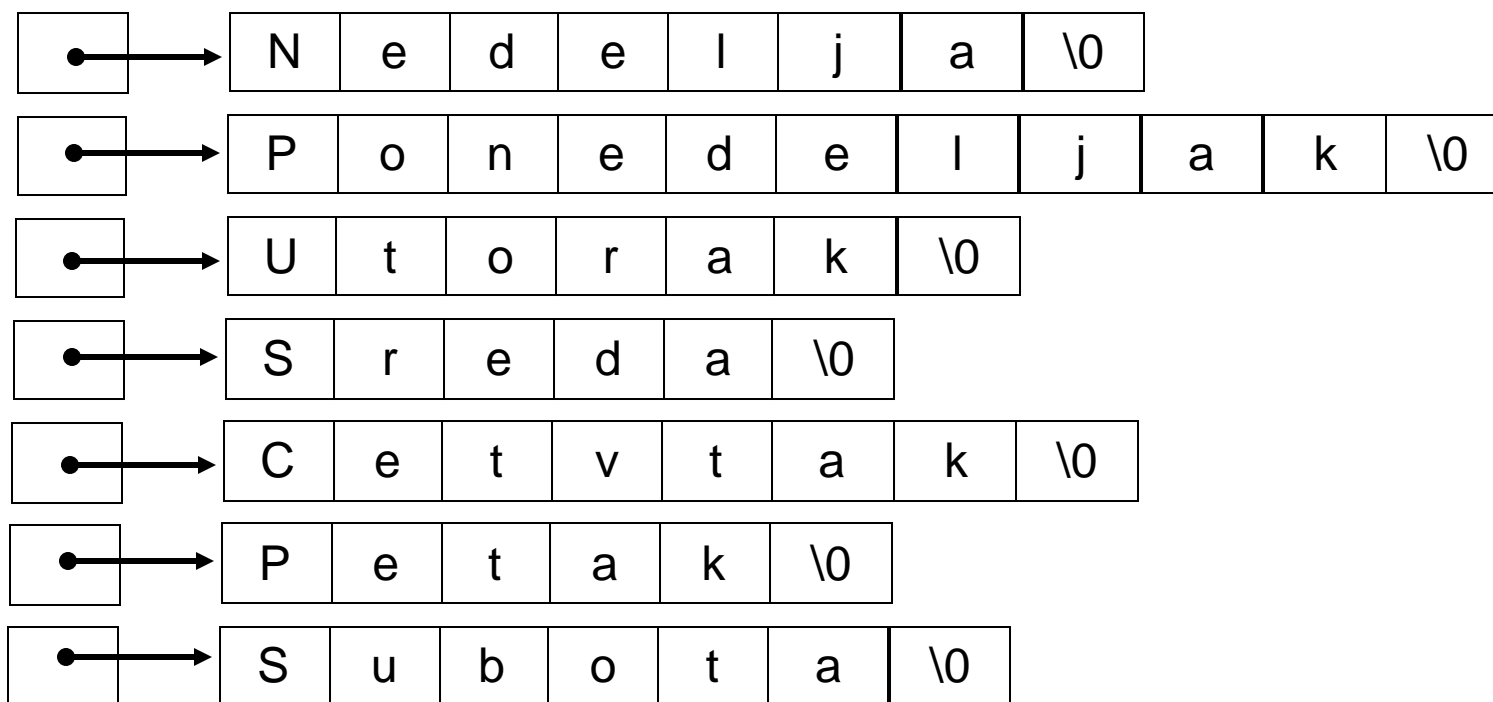 N e d e l j a \0
P o n e d e l j a k \0
U t o r a k \0
S r e d a \0
C e t v t a k \0
P e t a k \0
S u b o t a \0